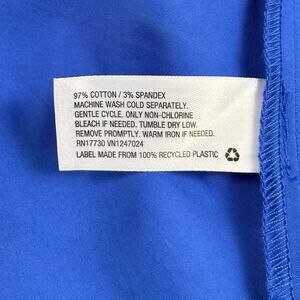 97% COTTON / 3% SPANDEX
MACHINE WASH COLD SEPARATELY.
GENTLE CYCLE. ONLY NON-CHLORINE
BLEACH IF NEEDED. TUMBLE DRY LOW.
REMOVE PROMPTLY. WARM IRON IF NEEDED.
RN17730 VN1247024
LABEL MADE FROM 100% RECYCLED PLASTIC